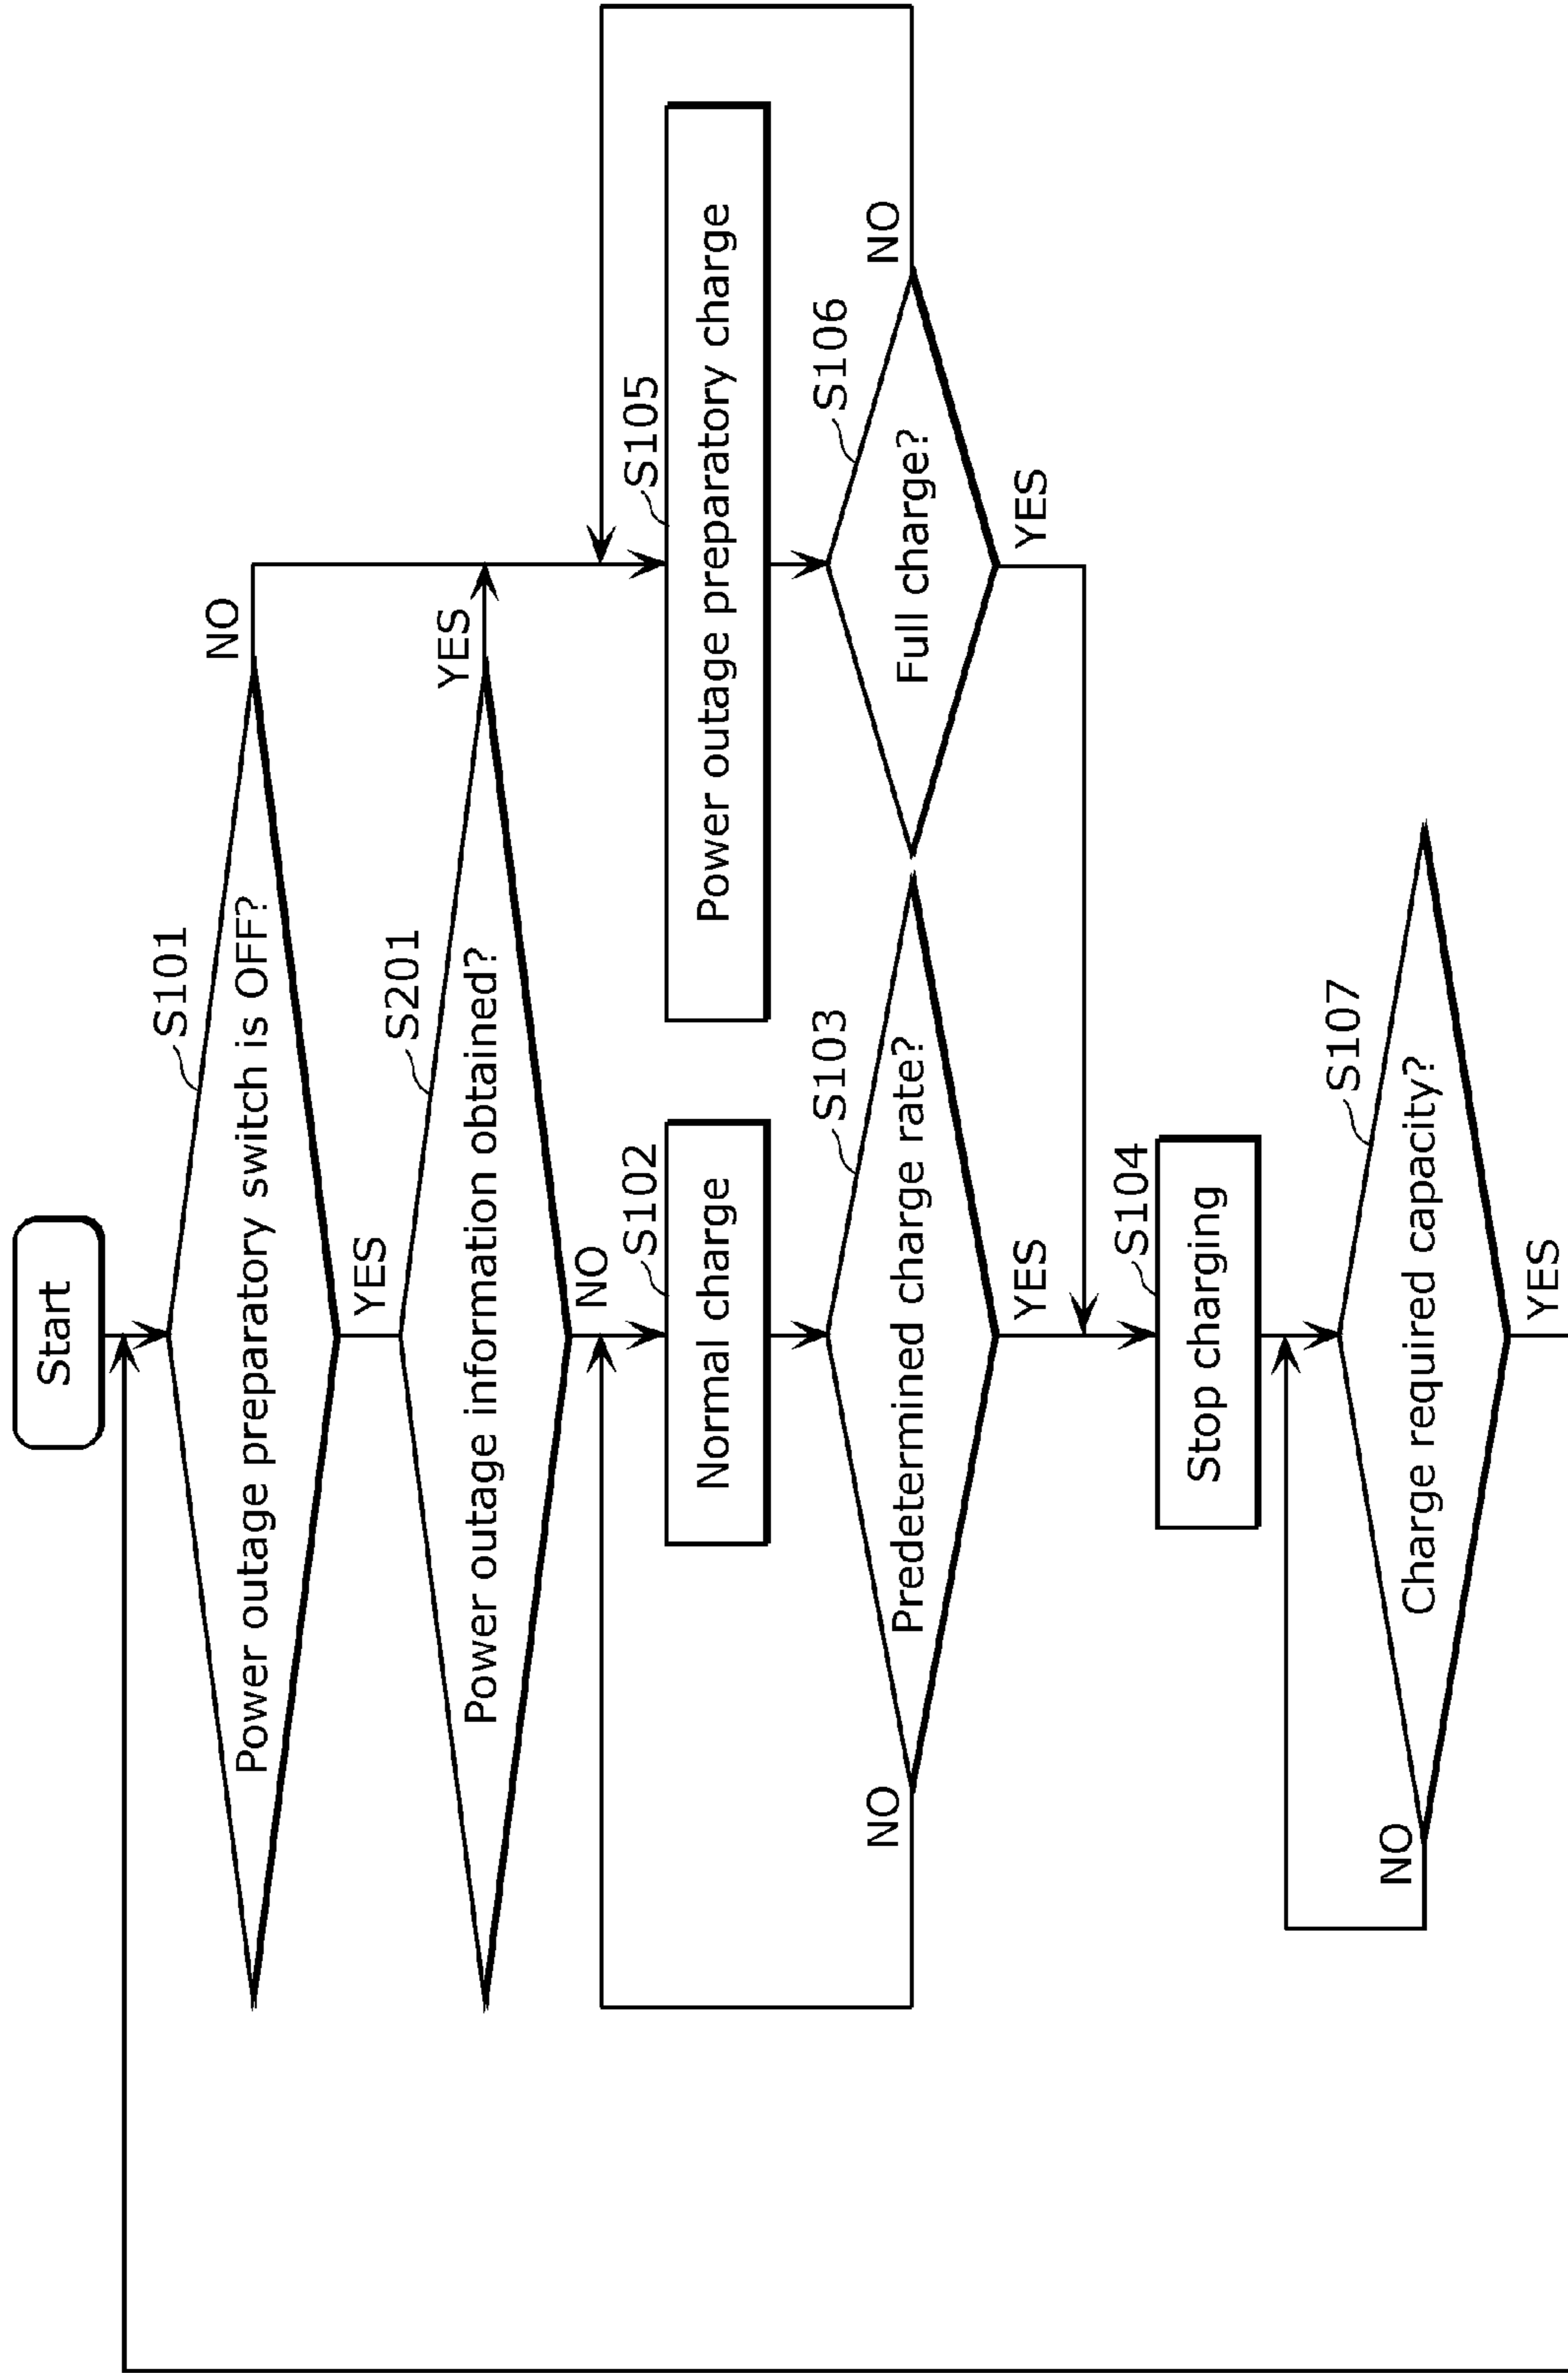 Start
S101
Power outage preparatory switch is OFF?
NO
YES
S201
Power outage information obtained?
YES
NO
S102
Normal charge
S105
Power outage preparatory charge
S103
Predetermined charge rate?
NO
YES
S106
Full charge?
NO
YES
S104
Stop charging
S107
Charge required capacity?
NO
YES